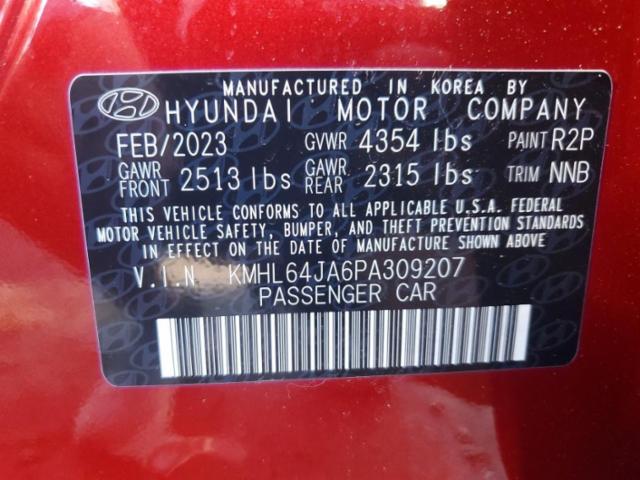 MANUFACTURED IN KOREA BY
HYUNDAI MOTOR COMPANY
FEB/2023 GVWR 4354 lbs PAINT R2P
GAWR FRONT 2513 lbs GAWR REAR 2315 lbs TRIM NNB
THIS VEHICLE CONFORMS TO ALL APPLICABLE U.S.A. FEDERAL
MOTOR VEHICLE SAFETY, BUMPER, AND THEFT PREVENTION STANDARDS
IN EFFECT ON THE DATE OF MANUFACTURE SHOWN ABOVE.
V.I.N KMHL64JA6PA309207
PASSENGER CAR